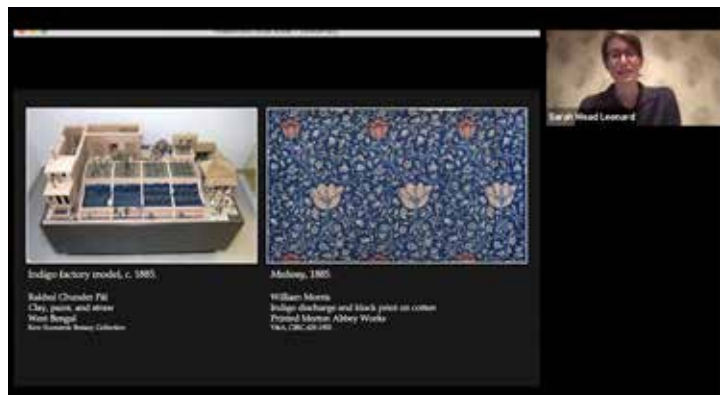 Sarah Mead Leonard
Indigo factory model, c. 1885
Rakhal Chunder Pal
Clay, paint, and straw
West Bengal
Kew Economic Botany Collection
Medway, 1885
William Morris
Indigo discharge and block print on cotton
Printed Merton Abbey Works